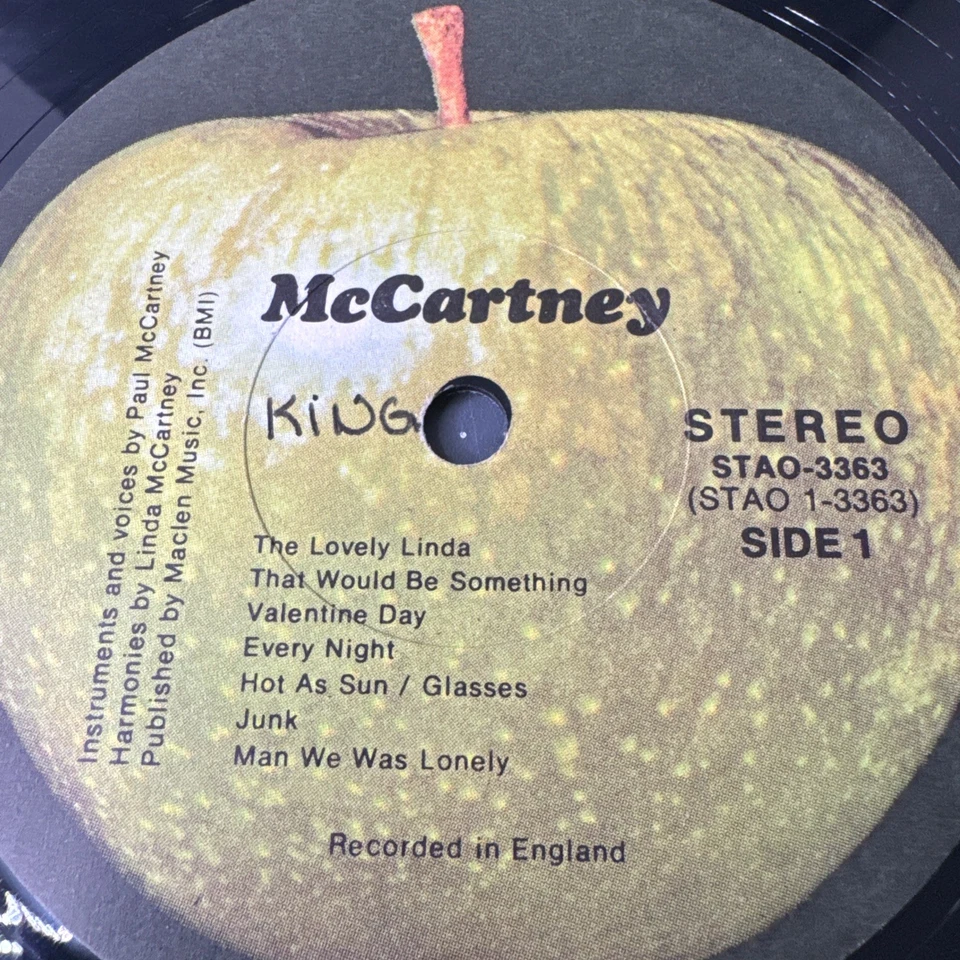 McCartney
KiNG
STEREO
STAO-3363
(STAO 1-3363)
SIDE 1
The Lovely Linda
That Would Be Something
Valentine Day
Every Night
Hot As Sun / Glasses
Junk
Man We Was Lonely
Recorded in England
Instruments and voices by Paul McCartney
Harmonies by Linda McCartney
Published by Maclen Music, Inc. (BMI)